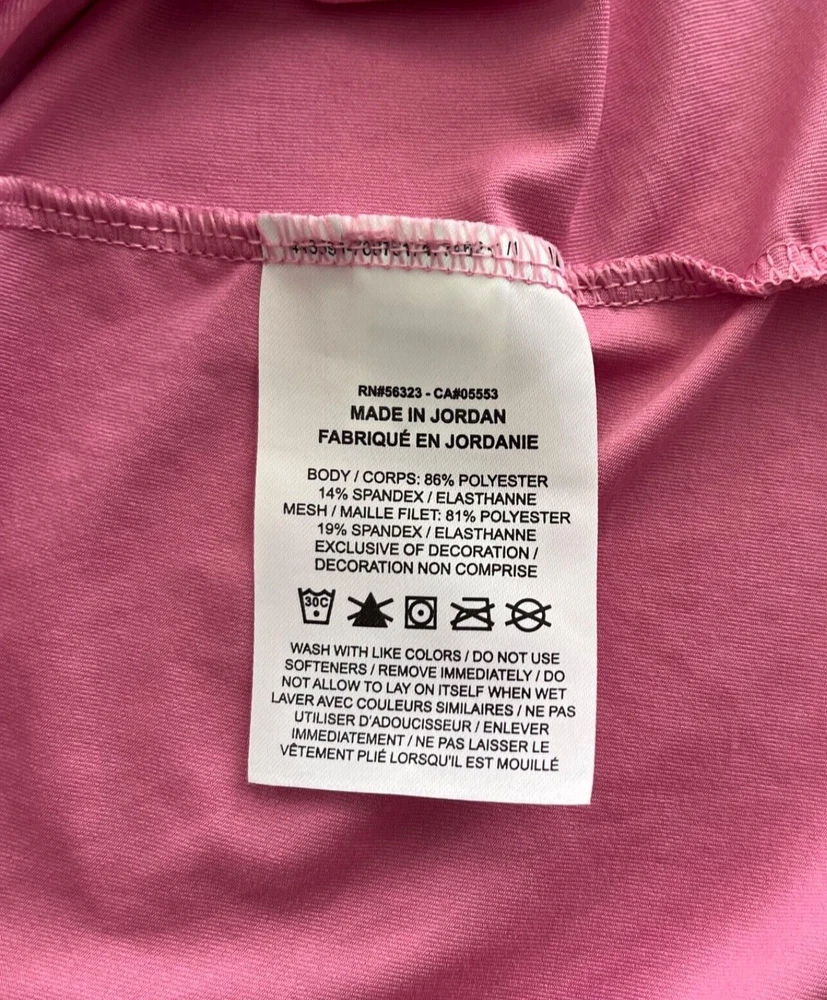 RN#56323 - CA#05553
MADE IN JORDAN
FABRIQUÉ EN JORDANIE
BODY / CORPS: 86% POLYESTER
14% SPANDEX / ELASTHANNE
MESH / MAILLE FILET: 81% POLYESTER
19% SPANDEX / ELASTHANNE
EXCLUSIVE OF DECORATION /
DECORATION NON COMPRISE
30C
WASH WITH LIKE COLORS / DO NOT USE
SOFTENERS / REMOVE IMMEDIATELY / DO
NOT ALLOW TO LAY ON ITSELF WHEN WET
LAVER AVEC COULEURS SIMILAIRES / NE PAS
UTILISER D'ADOUCISSEUR / ENLEVER
IMMEDIATEMENT / NE PAS LAISSER LE
VÊTEMENT PLIÉ LORSQU'IL EST MOUILLÉ